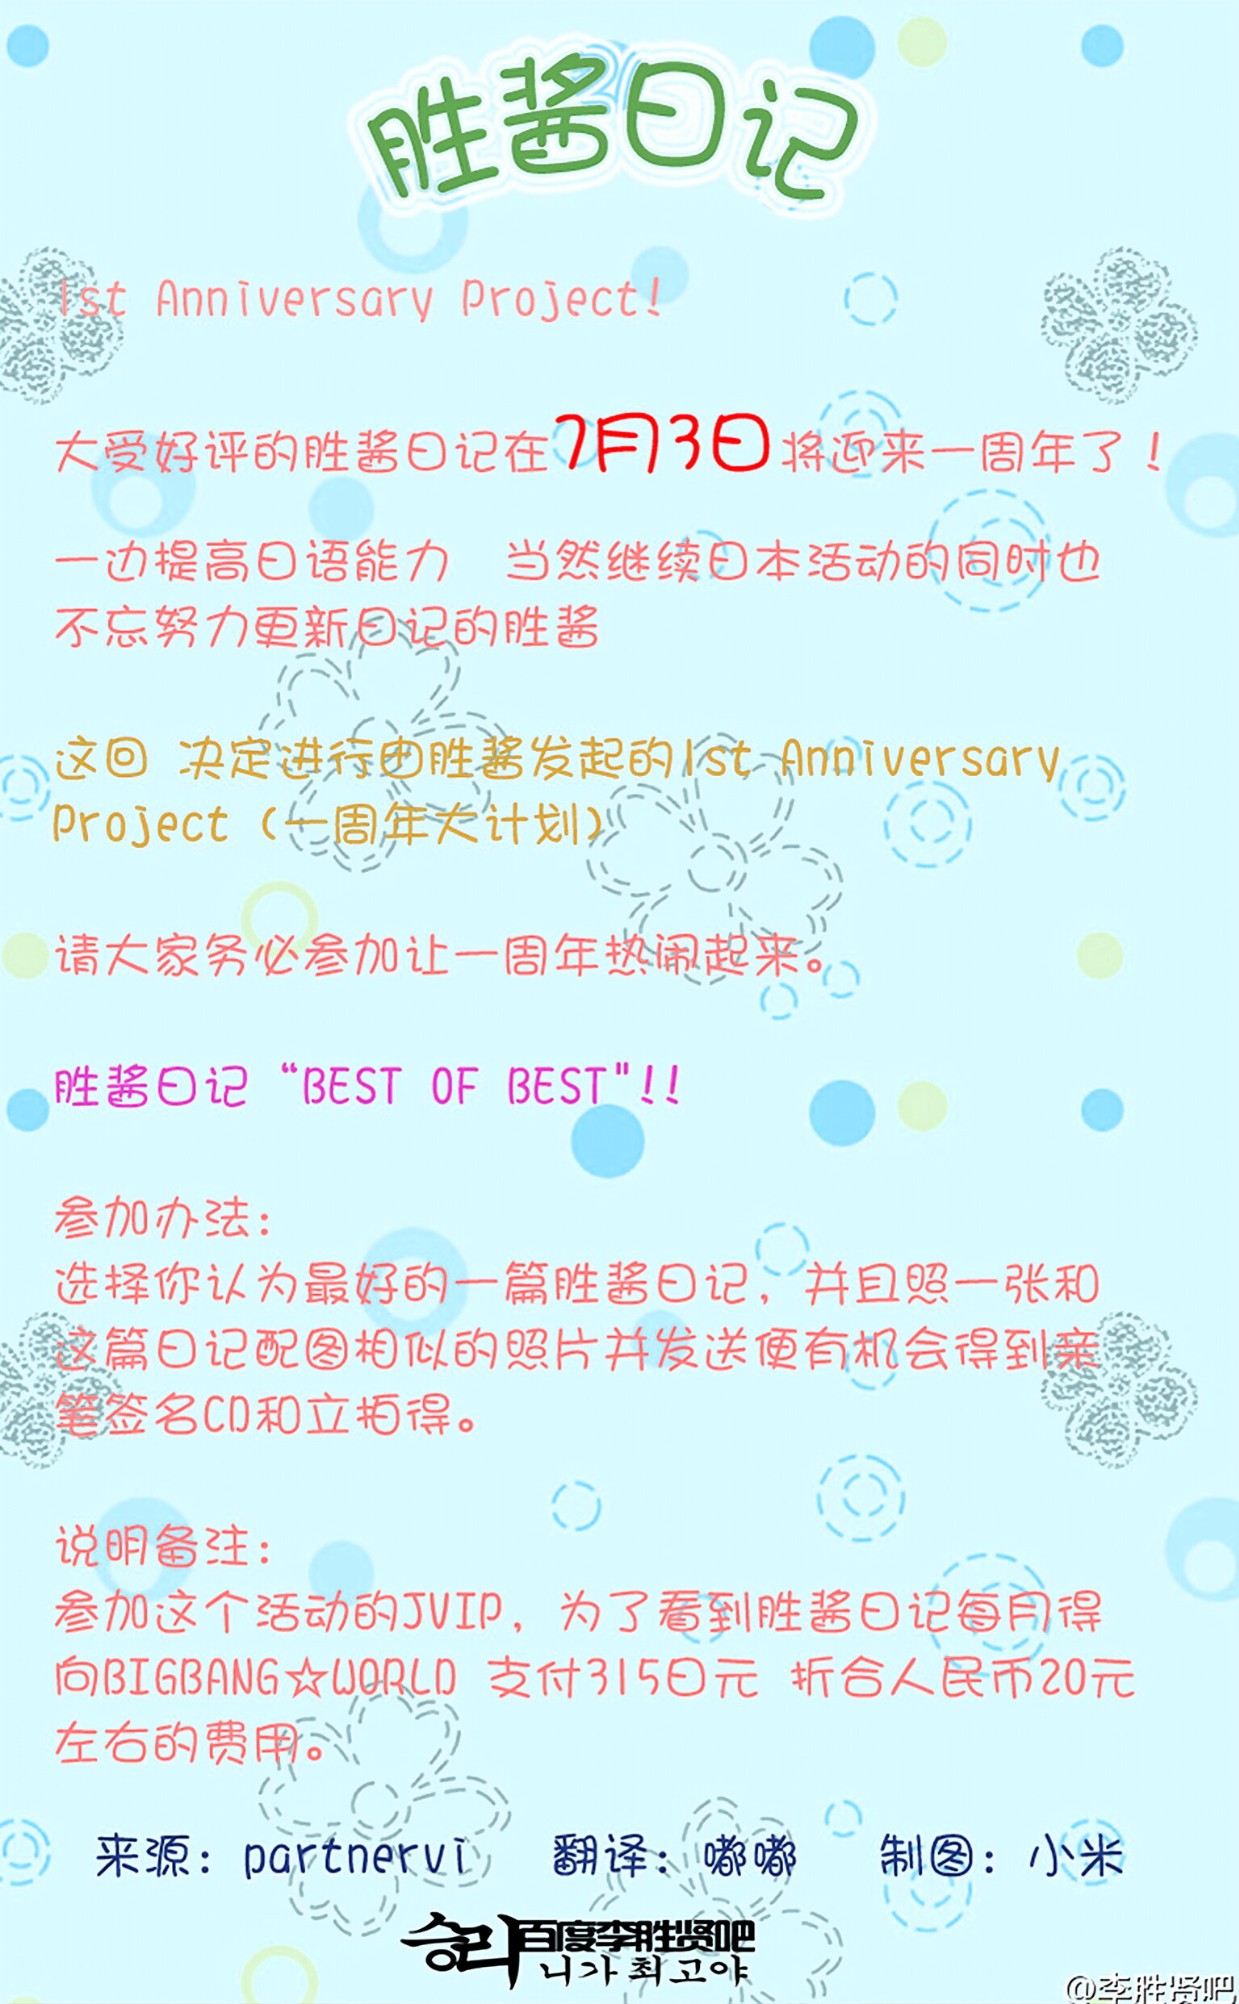 胜酱日记
1st Anniversary Project!
大受好评的胜酱日记在7月3日将迎来一周年了！
一边提高日语能力 当然继续日本活动的同时也
不忘努力更新日记的胜酱
这回 决定进行由胜酱发起的1st Anniversary
Project（一周年大计划）
请大家务必参加让一周年热闹起来。
胜酱日记“BEST OF BEST"!!
参加办法：
选择你认为最好的一篇胜酱日记，并且照一张和
这篇日记配图相似的照片并发送便有机会得到亲
笔签名CD和立拍得。
说明备注：
参加这个活动的JVIP，为了看到胜酱日记每月得
向BIGBANG☆WORLD 支付315日元 折合人民币20元
左右的费用。
来源：partnervi 翻译：嘟嘟 制图：小米
승리百度李胜贤吧
니가 최고야
@李胜贤吧